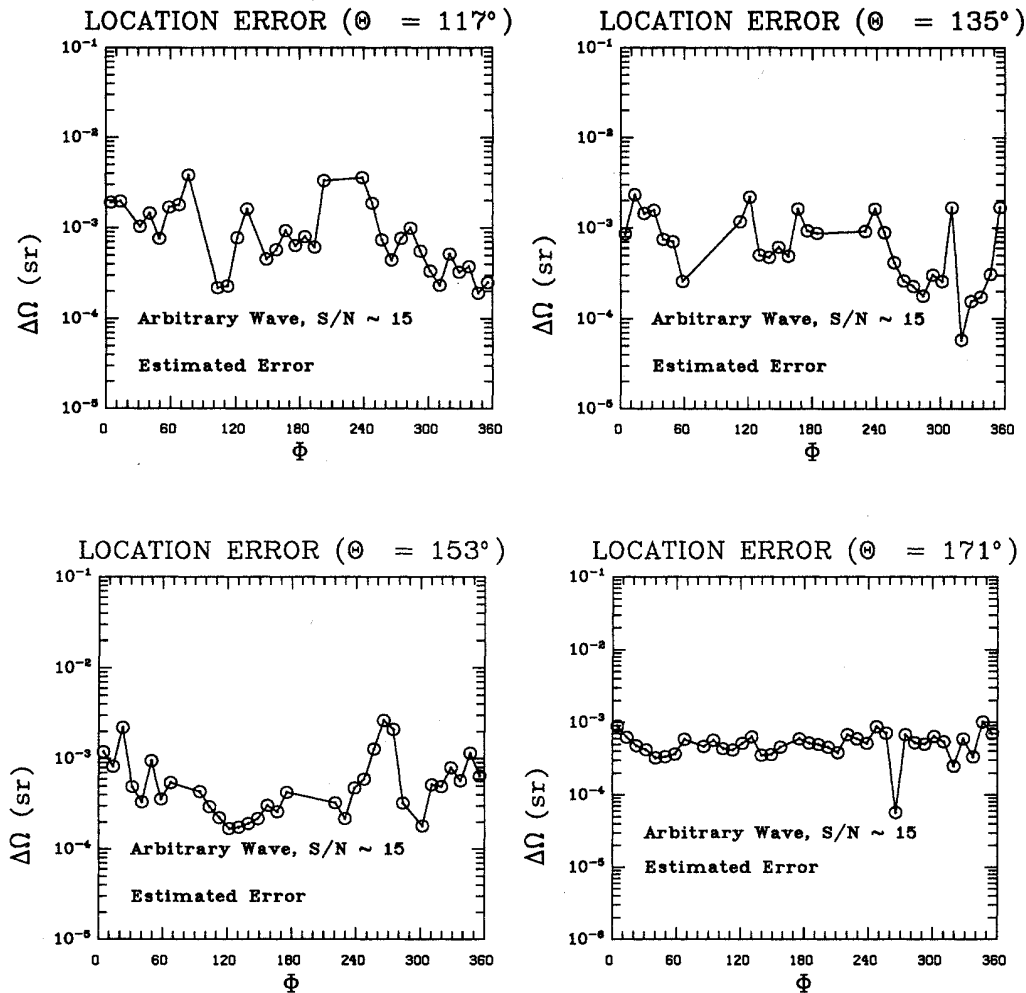 LOCATION ERROR (Θ = 117°)
10⁻¹
10⁻²
10⁻³
10⁻⁴
10⁻⁵
ΔΩ (sr)
Arbitrary Wave, S/N ~ 15
Estimated Error
0 60 120 180 240 300 360
Φ
LOCATION ERROR (Θ = 135°)
10⁻¹
10⁻²
10⁻³
10⁻⁴
10⁻⁵
ΔΩ (sr)
Arbitrary Wave, S/N ~ 15
Estimated Error
0 60 120 180 240 300 360
Φ
LOCATION ERROR (Θ = 153°)
10⁻¹
10⁻²
10⁻³
10⁻⁴
10⁻⁵
ΔΩ (sr)
Arbitrary Wave, S/N ~ 15
Estimated Error
0 60 120 180 240 300 360
Φ
LOCATION ERROR (Θ = 171°)
10⁻¹
10⁻²
10⁻³
10⁻⁴
10⁻⁵
10⁻⁶
ΔΩ (sr)
Arbitrary Wave, S/N ~ 15
Estimated Error
0 60 120 180 240 300 360
Φ